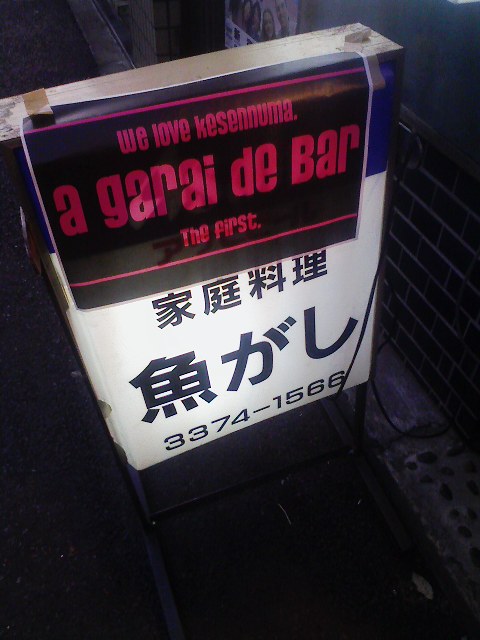 We love kesennuma.
a garai de Bar
The first.
家庭料理
魚がし
3374-1566